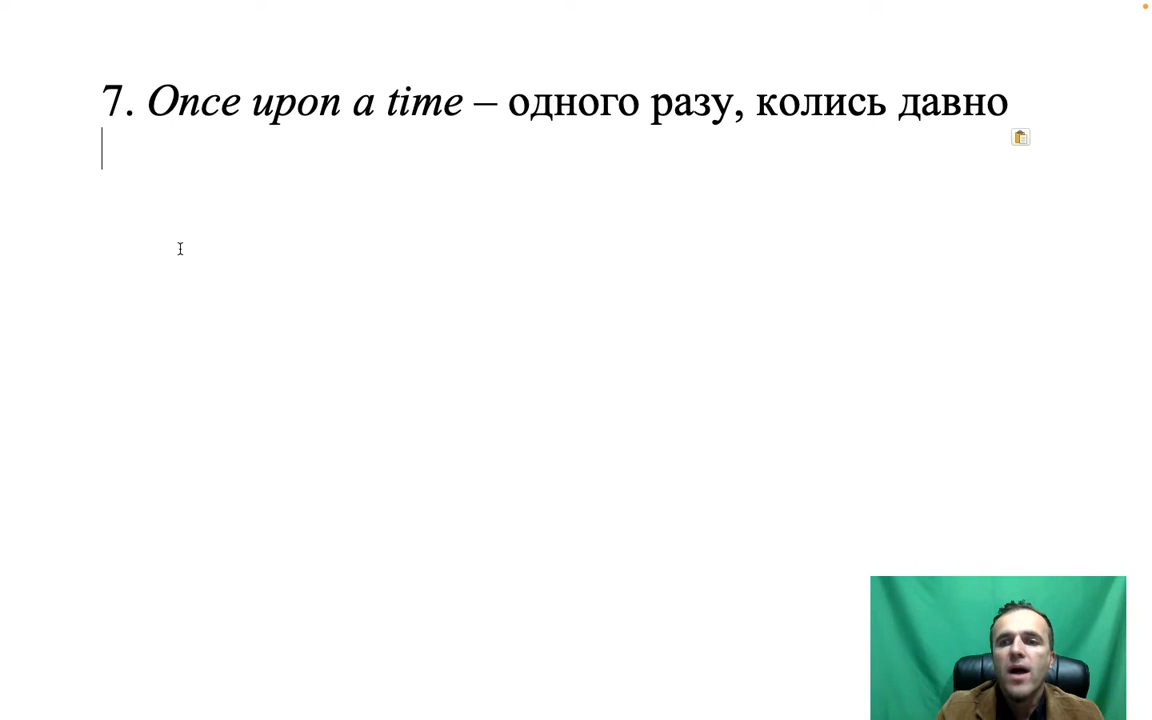 7. Once upon a time – одного разу, колись давно